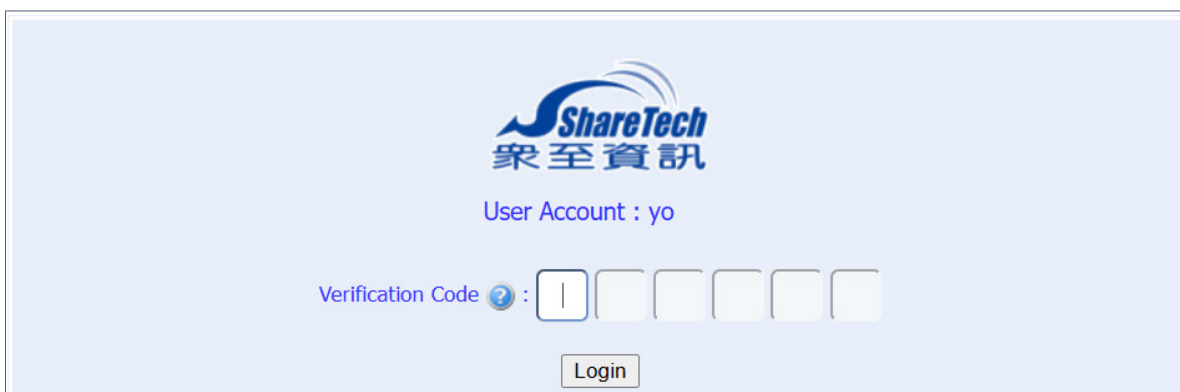 ShareTech
眾至資訊
User Account : yo
Verification Code ? :
Login